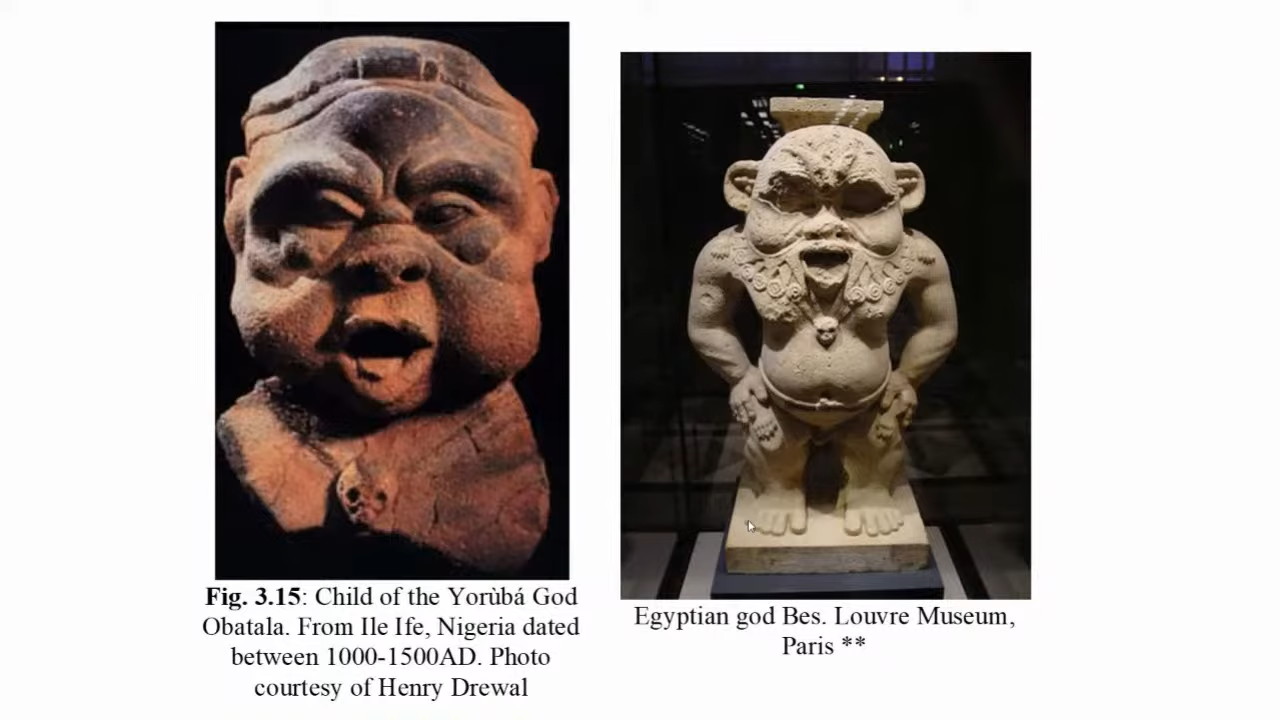 Fig. 3.15: Child of the Yorùbá God
Obatala. From Ile Ife, Nigeria dated
between 1000-1500AD. Photo
courtesy of Henry Drewal
Egyptian god Bes. Louvre Museum,
Paris **